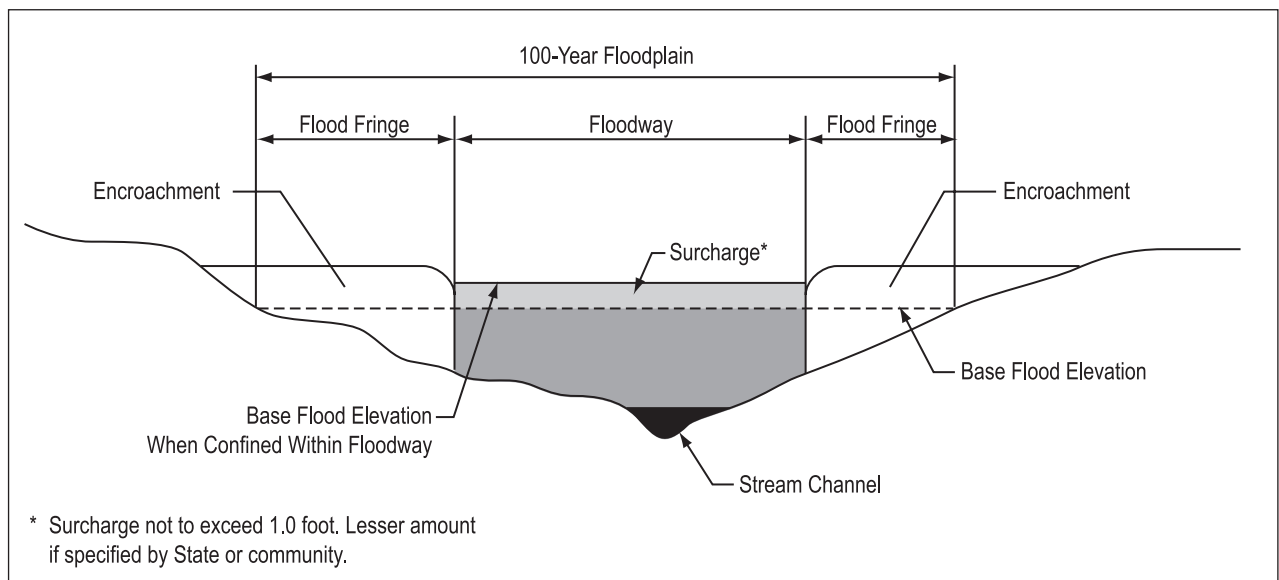 100-Year Floodplain
Flood Fringe
Floodway
Flood Fringe
Encroachment
Encroachment
Surcharge*
Base Flood Elevation
Base Flood Elevation
When Confined Within Floodway
Stream Channel
* Surcharge not to exceed 1.0 foot. Lesser amount
if specified by State or community.